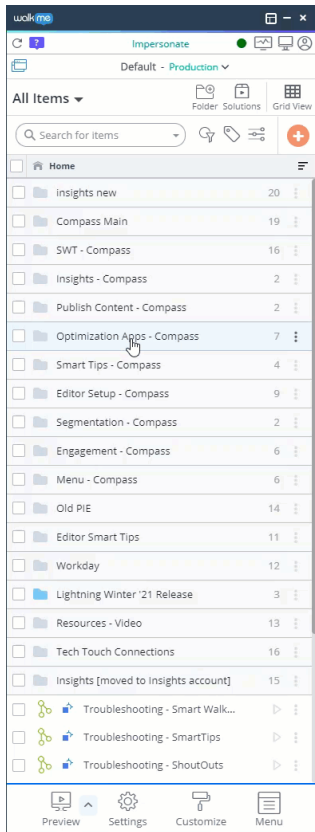 walkme
? Impersonate
Default - Production
All Items
Folder Solutions Grid View
Search for items
Home
insights new 20
Compass Main 19
SWT - Compass 16
Insights - Compass 2
Publish Content - Compass 2
Optimization Apps - Compass 7
Smart Tips - Compass 4
Editor Setup - Compass 9
Segmentation - Compass 2
Engagement - Compass 6
Menu - Compass 6
Old PIE 14
Editor Smart Tips 11
Workday 12
Lightning Winter '21 Release 3
Resources - Video 13
Tech Touch Connections 16
Insights [moved to Insights account] 15
Troubleshooting - Smart Walk...
Troubleshooting - SmartTips
Troubleshooting - ShoutOuts
Preview Settings Customize Menu